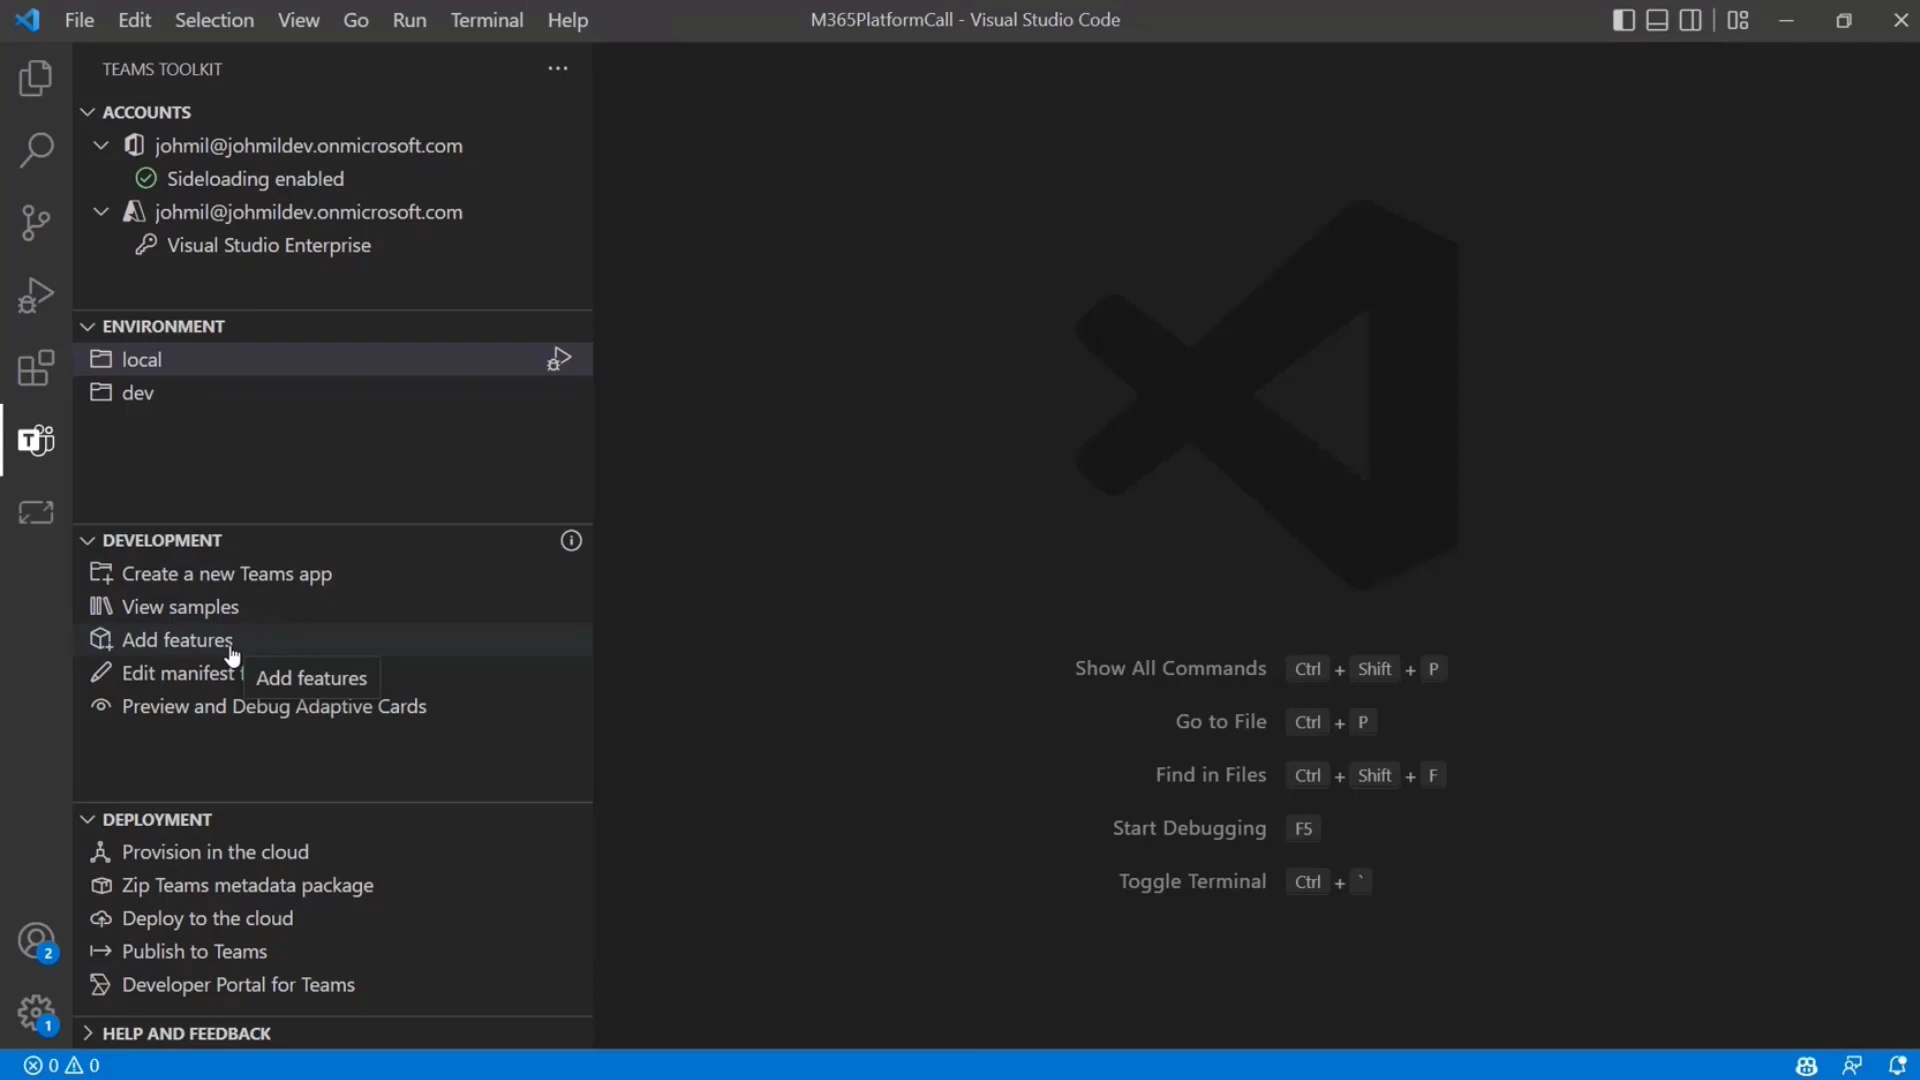 File Edit Selection View Go Run Terminal Help
M365PlatformCall - Visual Studio Code
TEAMS TOOLKIT
ACCOUNTS
johmil@johmildev.onmicrosoft.com
Sideloading enabled
johmil@johmildev.onmicrosoft.com
Visual Studio Enterprise
ENVIRONMENT
local
dev
T
DEVELOPMENT
Create a new Teams app
View samples
Add features
Edit manifest
Add features
Preview and Debug Adaptive Cards
DEPLOYMENT
Provision in the cloud
Zip Teams metadata package
Deploy to the cloud
Publish to Teams
Developer Portal for Teams
HELP AND FEEDBACK
2
1
Show All Commands Ctrl + Shift + P
Go to File Ctrl + P
Find in Files Ctrl + Shift + F
Start Debugging F5
Toggle Terminal Ctrl + `
0 0